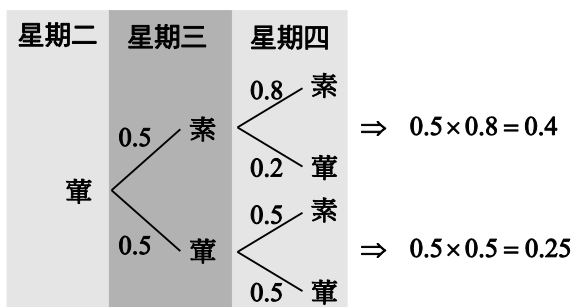 星期二 星期三 星期四
0.8 素
0.5 素 ⇒ 0.5×0.8=0.4
0.2 葷
葷
0.5 素
0.5 葷 ⇒ 0.5×0.5=0.25
0.5 葷